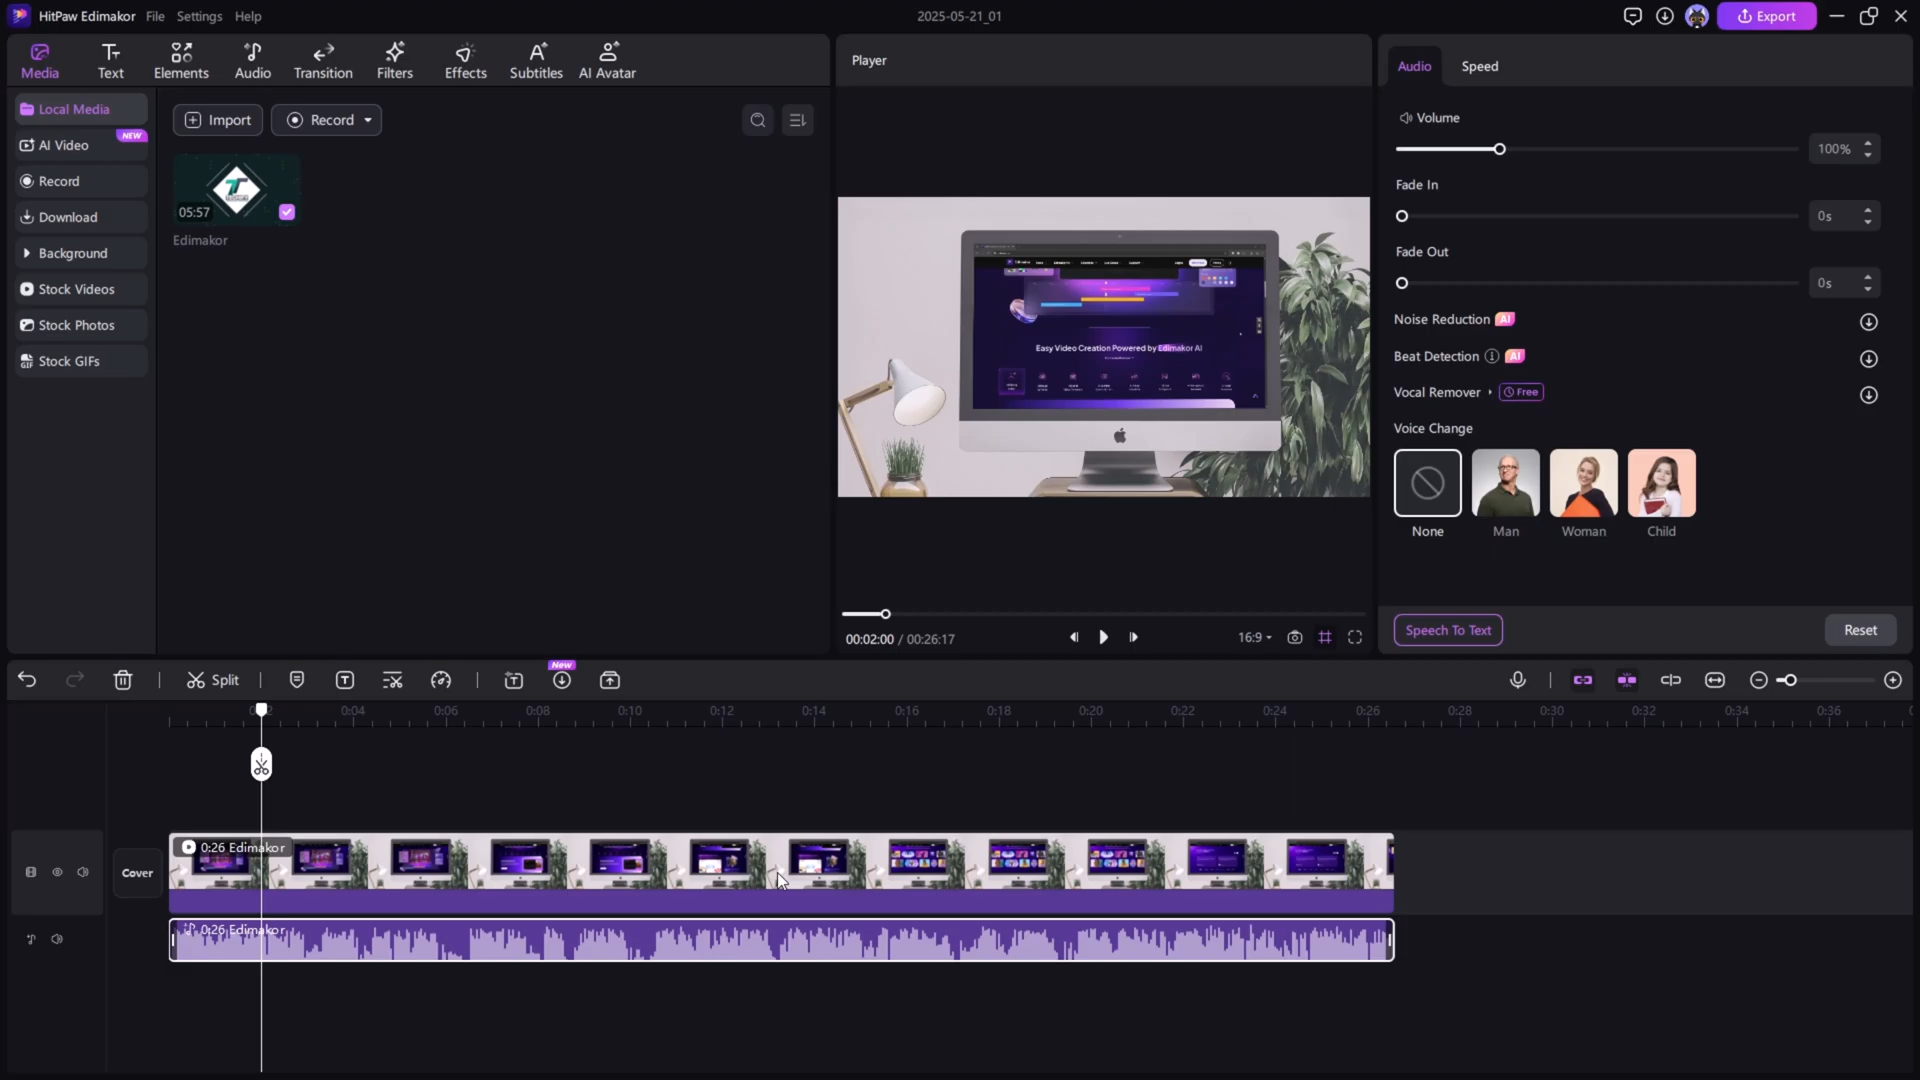 HitPaw Edimakor File Settings Help
2025-05-21_01
Export
Media Text Elements Audio Transition Filters Effects Subtitles AI Avatar
Player
Audio Speed
Local Media
AI Video NEW
Record
Download
Background
Stock Videos
Stock Photos
Stock GIFs
Import Record
05:57
Edimakor
Easy Video Creation Powered by Edimakor AI
00:02:00 / 00:26:17
16:9
Volume
100%
Fade In
0s
Fade Out
0s
Noise Reduction AI
Beat Detection AI
Vocal Remover Free
Voice Change
None Man Woman Child
Speech To Text Reset
Split
New
0:04 0:06 0:08 0:10 0:12 0:14 0:16 0:18 0:20 0:22 0:24 0:26 0:28 0:30 0:32 0:34 0:36
Cover
0:26 Edimakor
0:26 Edimakor